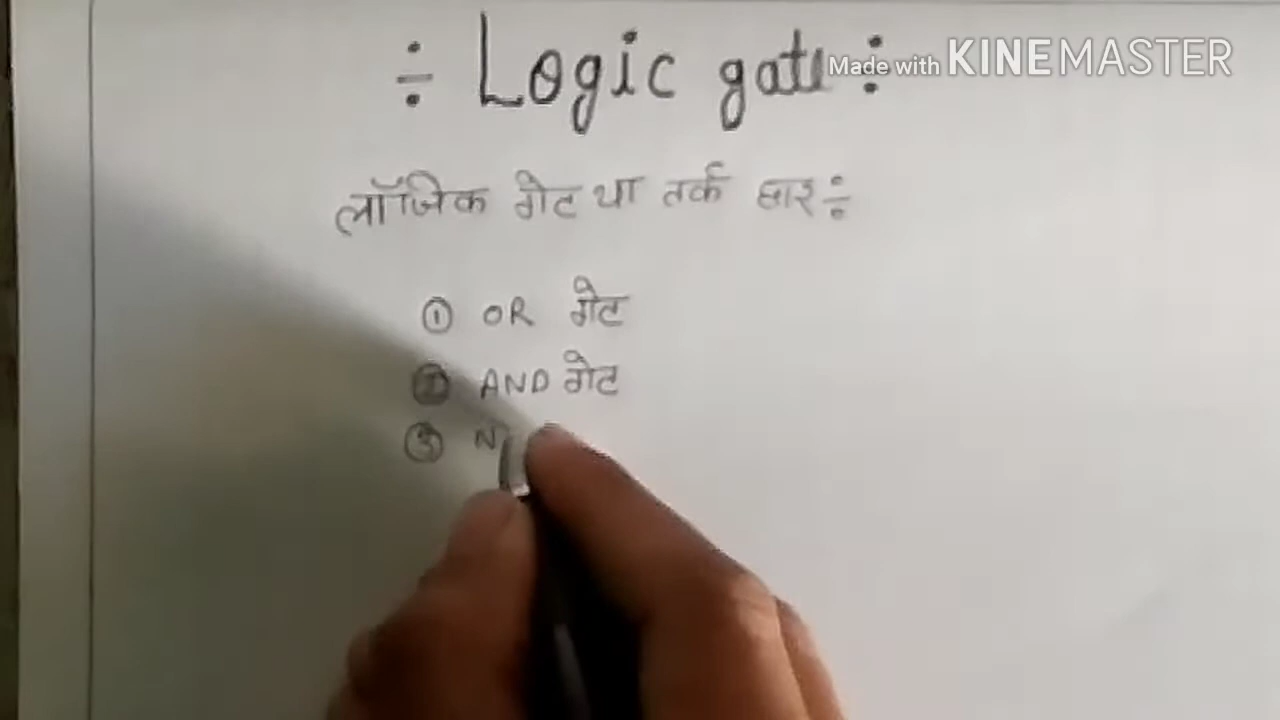 ÷ Logic gate ÷
Made with KINEMASTER
लॉजिक गेट या तर्क द्वार ÷
① OR गेट
② AND गेट
③ N